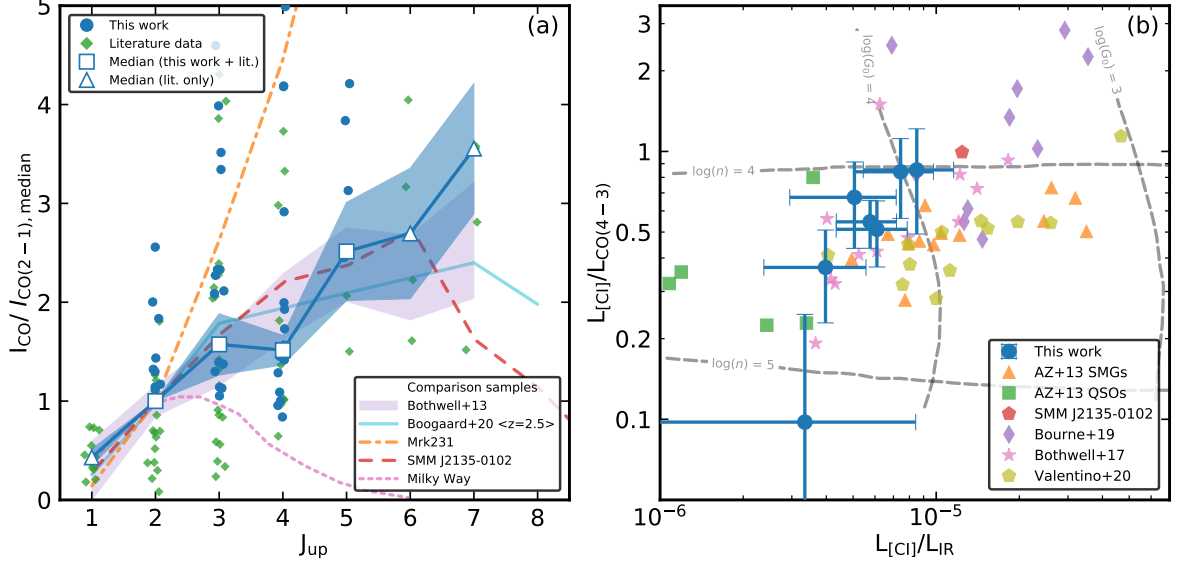 (a)
This work
Literature data
Median (this work + lit.)
Median (lit. only)
Comparison samples
Bothwell+13
Boogaard+20 <z=2.5>
Mrk231
SMM J2135-0102
Milky Way
5
4
3
2
1
0
I_CO / I_CO(2−1), median
1 2 3 4 5 6 7 8
J_up
(b)
log(G₀) = 4
log(G₀) = 3
log(n) = 4
log(n) = 5
This work
AZ+13 SMGs
AZ+13 QSOs
SMM J2135-0102
Bourne+19
Bothwell+17
Valentino+20
3
2
1
0.5
0.2
0.1
L_[CI]/L_CO(4−3)
10⁻⁶ 10⁻⁵
L_[CI]/L_IR